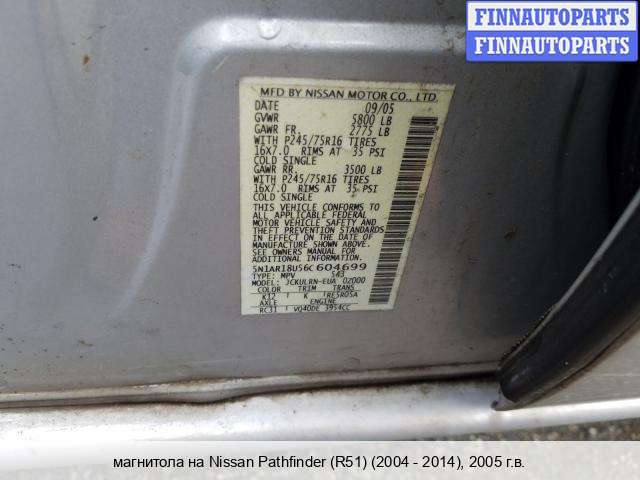 FINNAUTOPARTS
FINNAUTOPARTS
MFD BY NISSAN MOTOR CO., LTD.
DATE 09/05
GVWR 5800 LB
GAWR FR. 2775 LB
WITH P245/75R16 TIRES
16X7.0 RIMS AT 35 PSI
COLD SINGLE
GAWR RR. 3500 LB
WITH P245/75R16 TIRES
16X7.0 RIMS AT 35 PSI
COLD SINGLE
THIS VEHICLE CONFORMS TO
ALL APPLICABLE FEDERAL
MOTOR VEHICLE SAFETY AND
THEFT PREVENTION STANDARDS
IN EFFECT ON THE DATE OF
MANUFACTURE SHOWN ABOVE.
SEE OWNERS MANUAL FOR
ADDITIONAL INFORMATION.
5N1AR18U56C604699
TYPE: MPV 543
MODEL: JCKULRN-EUA 02000
COLOR TRIM TRANS
K12 K RE5R05A
AXLE ENGINE
RC31 VQ40DE 3954CC
магнитола на Nissan Pathfinder (R51) (2004 - 2014), 2005 г.в.